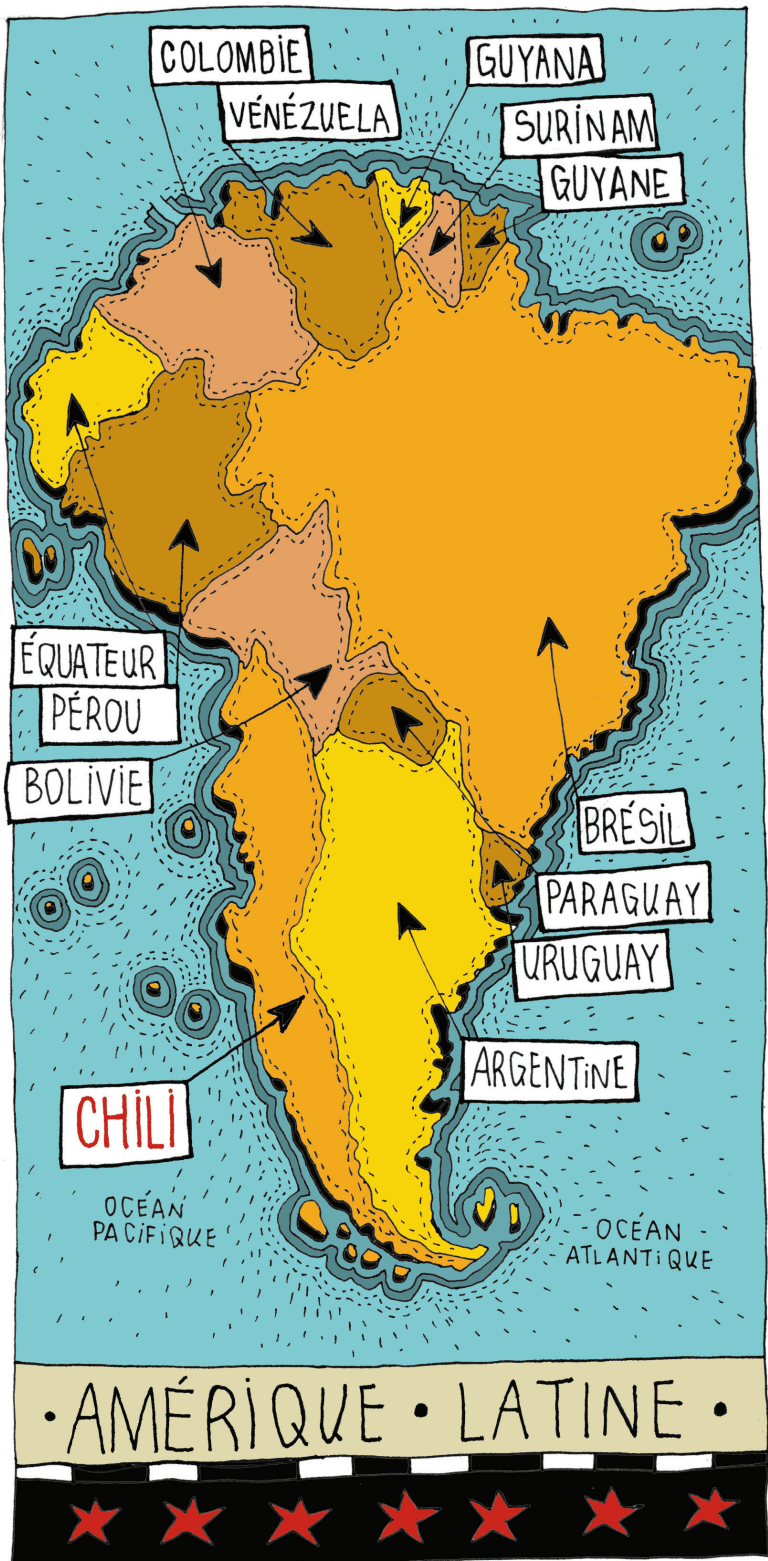 COLOMBIE
GUYANA
VÉNÉZUELA
SURINAM
GUYANE
ÉQUATEUR
PÉROU
BOLIVIE
BRÉSIL
PARAGUAY
URUGUAY
ARGENTINE
CHILI
OCÉAN
PACIFIQUE
OCÉAN
ATLANTIQUE
• AMÉRIQUE • LATINE •